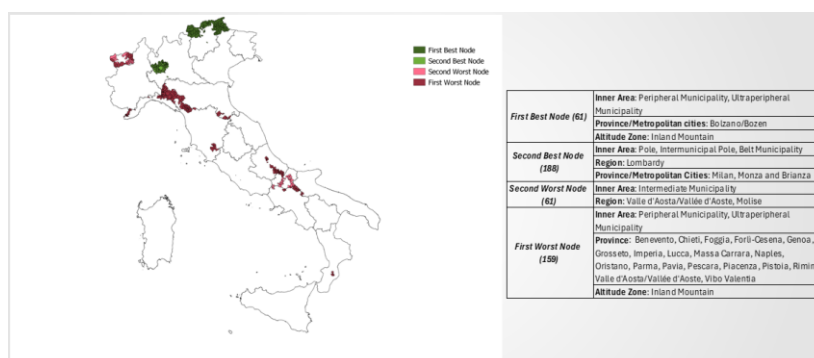 First Best Node
Second Best Node
Second Worst Node
First Worst Node
First Best Node (61)
Inner Area: Peripheral Municipality, Ultraperipheral
Municipality
Province/Metropolitan cities: Bolzano/Bozen
Altitude Zone: Inland Mountain
Second Best Node
(188)
Inner Area: Pole, Intermunicipal Pole, Belt Municipality
Region: Lombardy
Province/Metropolitan Cities: Milan, Monza and Brianza
Second Worst Node
(61)
Inner Area: Intermediate Municipality
Region: Valle d'Aosta/Vallée d'Aoste, Molise
First Worst Node
(159)
Inner Area: Peripheral Municipality, Ultraperipheral
Municipality
Province: Benevento, Chieti, Foggia, Forlì-Cesena, Genoa,
Grosseto, Imperia, Lucca, Massa Carrara, Naples,
Oristano, Parma, Pavia, Pescara, Piacenza, Pistoia, Rimin
Valle d'Aosta/Vallée d'Aoste, Vibo Valentia
Altitude Zone: Inland Mountain